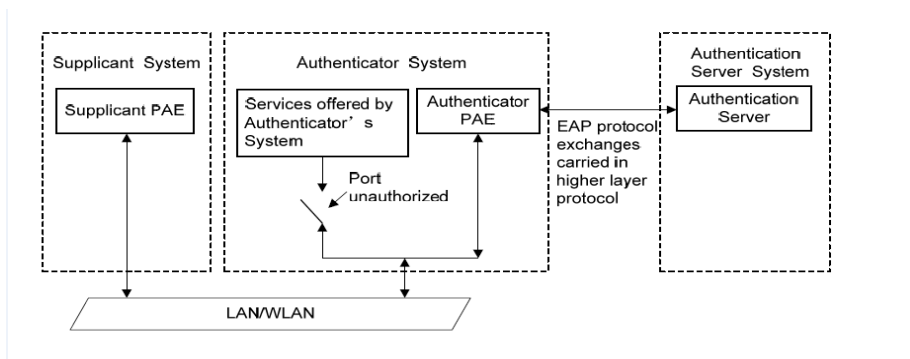 Supplicant System
Supplicant PAE
Authenticator System
Services offered by
Authenticator’s
System
Authenticator
PAE
Port
unauthorized
EAP protocol
exchanges
carried in
higher layer
protocol
Authentication
Server System
Authentication
Server
LAN/WLAN